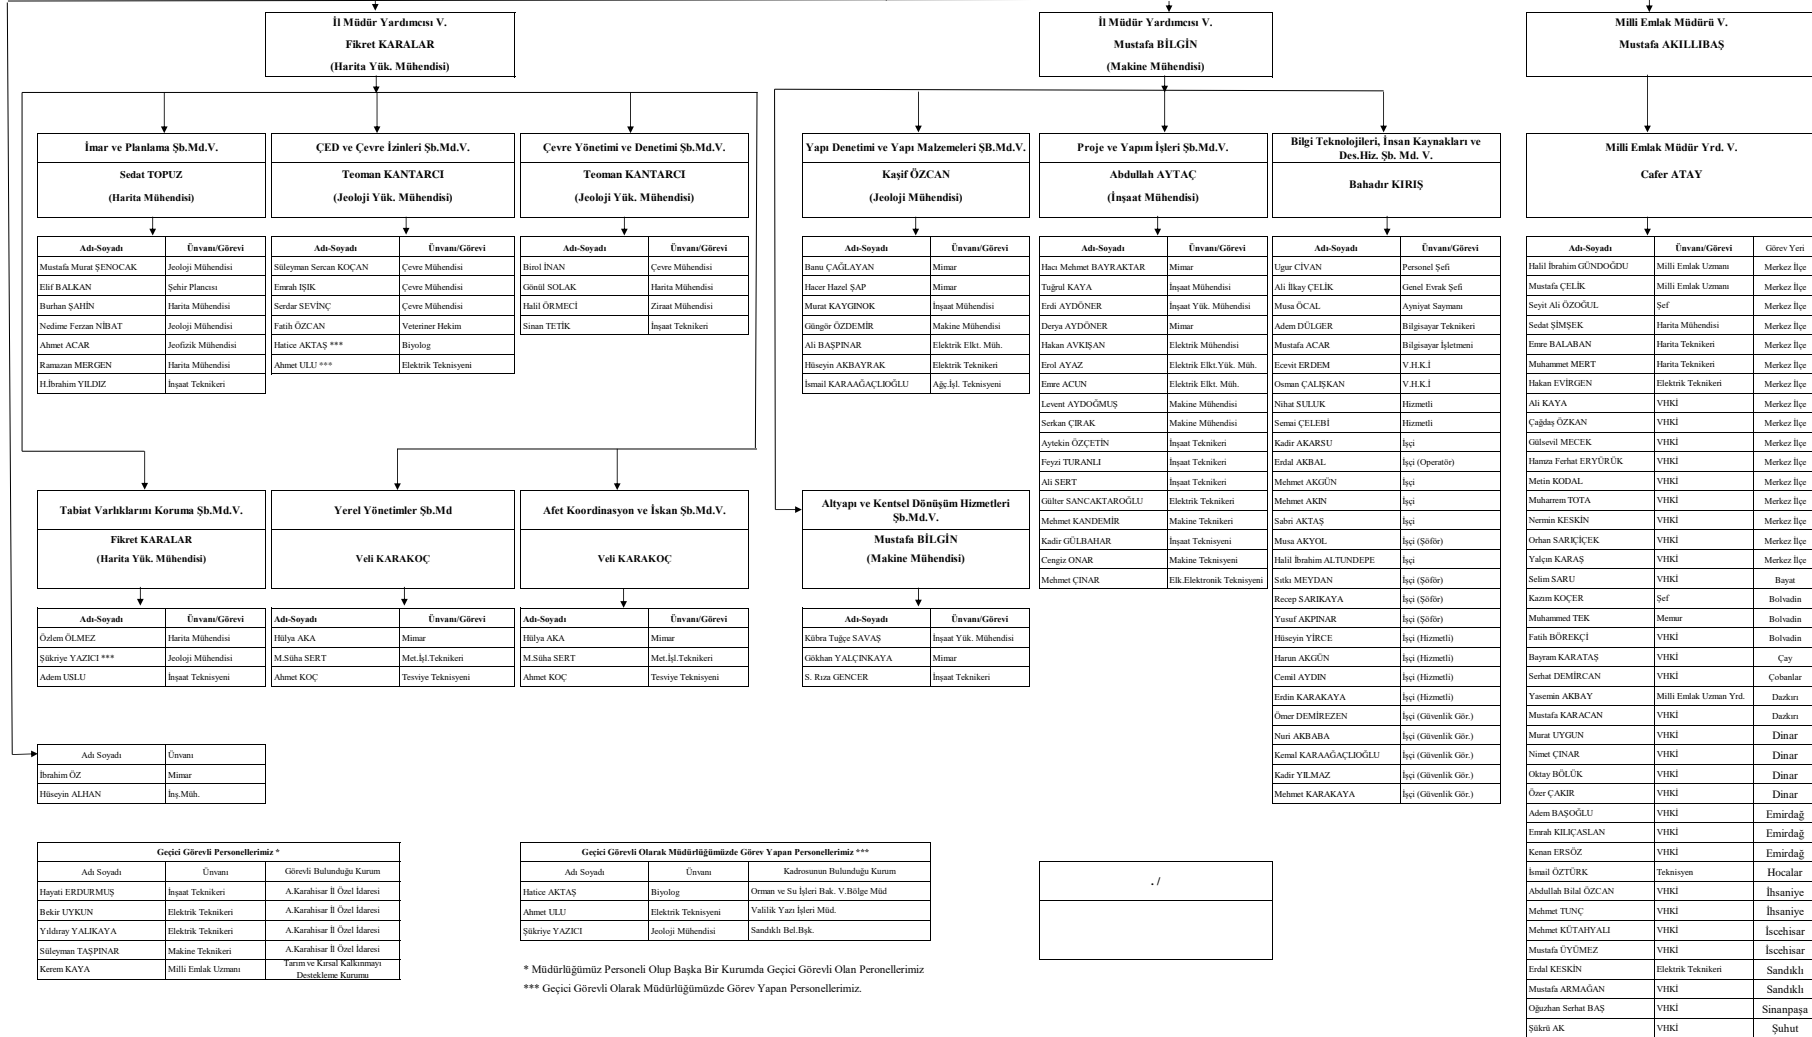 İl Müdür Yardımcısı V.
Fikret KARALAR
(Harita Yük. Mühendisi)
İl Müdür Yardımcısı V.
Mustafa BİLGİN
(Makine Mühendisi)
Milli Emlak Müdürü V.
Mustafa AKILLIBAŞ
İmar ve Planlama Şb.Md.V.
Sedat TOPUZ
(Harita Mühendisi)
ÇED ve Çevre İzinleri Şb.Md.V.
Teoman KANTARCI
(Jeoloji Yük. Mühendisi)
Çevre Yönetimi ve Denetimi Şb.Md.V.
Teoman KANTARCI
(Jeoloji Yük. Mühendisi)
Yapı Denetimi ve Yapı Malzemeleri ŞB.Md.V.
Kaşif ÖZCAN
(Jeoloji Mühendisi)
Proje ve Yapım İşleri Şb.Md.V.
Abdullah AYTAÇ
(İnşaat Mühendisi)
Bilgi Teknolojileri, İnsan Kaynakları ve
Des.Hiz. Şb. Md. V.
Bahadır KIRIŞ
Milli Emlak Müdür Yrd. V.
Cafer ATAY
Adı-Soyadı Ünvanı/Görevi
Mustafa Murat ŞENOCAK Jeoloji Mühendisi
Elif BALKAN Şehir Plancısı
Burhan ŞAHİN Harita Mühendisi
Nedime Ferzan NİBAT Jeoloji Mühendisi
Ahmet ACAR Jeofizik Mühendisi
Ramazan MERGEN Harita Mühendisi
H.İbrahim YILDIZ İnşaat Teknikeri
Adı-Soyadı Ünvanı/Görevi
Süleyman Sercan KOÇAN Çevre Mühendisi
Emrah IŞIK Çevre Mühendisi
Serdar SEVİNÇ Çevre Mühendisi
Fatih ÖZCAN Veteriner Hekim
Hatice AKTAŞ *** Biyolog
Ahmet ULU *** Elektrik Teknisyeni
Adı-Soyadı Ünvanı/Görevi
Birol İNAN Çevre Mühendisi
Gönül SOLAK Harita Mühendisi
Halil ÖRMECİ Ziraat Mühendisi
Sinan TETİK İnşaat Teknikeri
Adı-Soyadı Ünvanı/Görevi
Banu ÇAĞLAYAN Mimar
Hacer Hazel ŞAP Mimar
Murat KAYGINOK İnşaat Mühendisi
Güngör ÖZDEMİR Makine Mühendisi
Ali BAŞPINAR Elektrik Elkt. Müh.
Hüseyin AKBAYRAK Elektrik Teknikeri
İsmail KARAAĞAÇLIOĞLU Ağç.İşl. Teknisyeni
Adı-Soyadı Ünvanı/Görevi
Hacı Mehmet BAYRAKTAR Mimar
Tuğrul KAYA İnşaat Mühendisi
Erdi AYDÖNER İnşaat Yük. Mühendisi
Derya AYDÖNER Mimar
Hakan AVKIŞAN Elektrik Mühendisi
Erol AYAZ Elektrik Elkt.Yük. Müh.
Emre ACUN Elektrik Elkt. Müh.
Levent AYDOĞMUŞ Makine Mühendisi
Serkan ÇIRAK Makine Mühendisi
Aytekin ÖZÇETİN İnşaat Teknikeri
Feyzi TURANLI İnşaat Teknikeri
Ali SERT İnşaat Teknikeri
Gülter SANCAKTAROĞLU Elektrik Teknikeri
Mehmet KANDEMİR Makine Teknikeri
Kadir GÜLBAHAR İnşaat Teknisyeni
Cengiz ONAR Makine Teknisyeni
Mehmet ÇINAR Elk.Elektronik Teknisyeni
Adı-Soyadı Ünvanı/Görevi
Ugur CİVAN Personel Şefi
Ali İlkay ÇELİK Genel Evrak Şefi
Musa ÖCAL Ayniyat Saymanı
Adem DÜLGER Bilgisayar Teknikeri
Mustafa ACAR Bilgisayar İşletmeni
Ecevit ERDEM V.H.K.İ
Osman ÇALIŞKAN V.H.K.İ
Nihat SULUK Hizmetli
Semai ÇELEBİ Hizmetli
Kadir AKARSU İşçi
Erdal AKBAL İşçi (Operatör)
Mehmet AKGÜN İşçi
Mehmet AKIN İşçi
Sabri AKTAŞ İşçi
Musa AKYOL İşçi (Şöför)
Halil İbrahim ALTUNDEPE İşçi
Sıtkı MEYDAN İşçi (Şöför)
Recep SARIKAYA İşçi (Şöför)
Yusuf AKPINAR İşçi (Şöför)
Hüseyin YİRCE İşçi (Hizmetli)
Harun AKGÜN İşçi (Hizmetli)
Cemil AYDIN İşçi (Hizmetli)
Erdin KARAKAYA İşçi (Hizmetli)
Ömer DEMİREZEN İşçi (Güvenlik Gör.)
Nuri AKBABA İşçi (Güvenlik Gör.)
Kemal KARAAĞAÇLIOĞLU İşçi (Güvenlik Gör.)
Kadir YILMAZ İşçi (Güvenlik Gör.)
Mehmet KARAKAYA İşçi (Güvenlik Gör.)
Adı-Soyadı Ünvanı/Görevi Görev Yeri
Halil İbrahim GÜNDOĞDU Milli Emlak Uzmanı Merkez İlçe
Mustafa ÇELİK Milli Emlak Uzmanı Merkez İlçe
Seyit Ali ÖZOĞUL Şef Merkez İlçe
Sedat ŞİMŞEK Harita Mühendisi Merkez İlçe
Emre BALABAN Harita Teknikeri Merkez İlçe
Muhammet MERT Harita Teknikeri Merkez İlçe
Hakan EVİRGEN Elektrik Teknikeri Merkez İlçe
Ali KAYA VHKİ Merkez İlçe
Çağdaş ÖZKAN VHKİ Merkez İlçe
Gülsevil MECEK VHKİ Merkez İlçe
Hamza Ferhat ERYÜRÜK VHKİ Merkez İlçe
Metin KODAL VHKİ Merkez İlçe
Muharrem TOTA VHKİ Merkez İlçe
Nermin KESKİN VHKİ Merkez İlçe
Orhan SARIÇİÇEK VHKİ Merkez İlçe
Yalçın KARAŞ VHKİ Merkez İlçe
Selim SARU VHKİ Bayat
Kazım KOÇER Şef Bolvadin
Muhammed TEK Memur Bolvadin
Fatih BÖREKÇİ VHKİ Bolvadin
Bayram KARATAŞ VHKİ Çay
Serhat DEMİRCAN VHKİ Çobanlar
Yasemin AKBAY Milli Emlak Uzman Yrd. Dazkırı
Mustafa KARACAN VHKİ Dazkırı
Murat UYGUN VHKİ Dinar
Nimet ÇINAR VHKİ Dinar
Oktay BÖLÜK VHKİ Dinar
Özer ÇAKIR VHKİ Dinar
Adem BAŞOĞLU VHKİ Emirdağ
Emrah KILIÇASLAN VHKİ Emirdağ
Kenan ERSÖZ VHKİ Emirdağ
İsmail ÖZTÜRK Teknisyen Hocalar
Abdullah Bilal ÖZCAN VHKİ İhsaniye
Mehmet TUNÇ VHKİ İhsaniye
Mehmet KÜTAHYALI VHKİ İscehisar
Mustafa ÜYÜMEZ VHKİ İscehisar
Erdal KESKİN Elektrik Teknikeri Sandıklı
Mustafa ARMAĞAN VHKİ Sandıklı
Oğuzhan Serhat BAŞ VHKİ Sinanpaşa
Şükrü AK VHKİ Şuhut
Tabiat Varlıklarını Koruma Şb.Md.V.
Fikret KARALAR
(Harita Yük. Mühendisi)
Yerel Yönetimler Şb.Md
Veli KARAKOÇ
Afet Koordinasyon ve İskan Şb.Md.V.
Veli KARAKOÇ
Altyapı ve Kentsel Dönüşüm Hizmetleri
Şb.Md.V.
Mustafa BİLGİN
(Makine Mühendisi)
Adı-Soyadı Ünvanı/Görevi
Özlem ÖLMEZ Harita Mühendisi
Şükriye YAZICI *** Jeoloji Mühendisi
Adem USLU İnşaat Teknisyeni
Adı-Soyadı Ünvanı/Görevi
Hülya AKA Mimar
M.Süha SERT Met.İşl.Teknikeri
Ahmet KOÇ Tesviye Teknisyeni
Adı-Soyadı Ünvanı/Görevi
Hülya AKA Mimar
M.Süha SERT Met.İşl.Teknikeri
Ahmet KOÇ Tesviye Teknisyeni
Adı-Soyadı Ünvanı/Görevi
Kübra Tuğçe SAVAŞ İnşaat Yük. Mühendisi
Gökhan YALÇINKAYA Mimar
S. Rıza GENCER İnşaat Teknikeri
Adı Soyadı Ünvanı
İbrahim ÖZ Mimar
Hüseyin ALHAN İnş.Müh.
Geçici Görevli Personellerimiz *
Adı Soyadı Ünvanı Görevli Bulunduğu Kurum
Hayati ERDURMUŞ İnşaat Teknikeri A.Karahisar İl Özel İdaresi
Bekir UYKUN Elektrik Teknikeri A.Karahisar İl Özel İdaresi
Yıldıray YALIKAYA Elektrik Teknikeri A.Karahisar İl Özel İdaresi
Süleyman TAŞPINAR Makine Teknikeri A.Karahisar İl Özel İdaresi
Kerem KAYA Milli Emlak Uzmanı Tarım ve Kırsal Kalkınmayı
Destekleme Kurumu
Geçici Görevli Olarak Müdürlüğümüzde Görev Yapan Personellerimiz ***
Adı Soyadı Ünvanı Kadrosunun Bulunduğu Kurum
Hatice AKTAŞ Biyolog Orman ve Su İşleri Bak. V.Bölge Müd
Ahmet ULU Elektrik Teknisyeni Valilik Yazı İşleri Müd.
Şükriye YAZICI Jeoloji Mühendisi Sandıklı Bel.Bşk.
* Müdürlüğümüz Personeli Olup Başka Bir Kurumda Geçici Görevli Olan Peronellerimiz
*** Geçici Görevli Olarak Müdürlüğümüzde Görev Yapan Personellerimiz.
. /